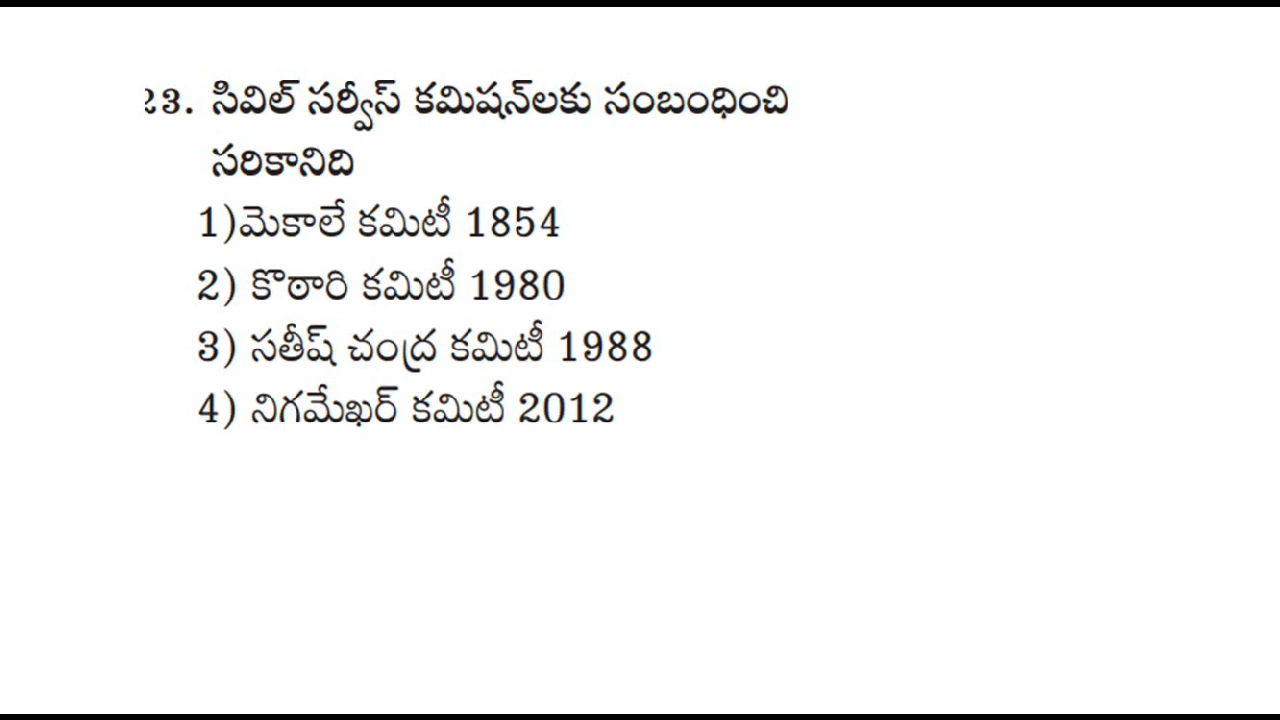 23. సివిల్ సర్వీస్ కమిషన్‌లకు సంబంధించి
సరికానిది
1)మెకాలే కమిటీ 1854
2) కొఠారి కమిటీ 1980
3) సతీష్ చంద్ర కమిటీ 1988
4) నిగమేఖర్ కమిటీ 2012